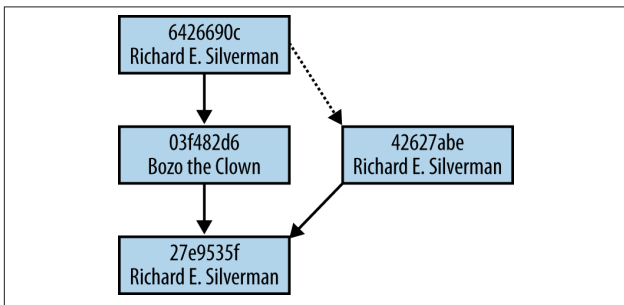 6426690c
Richard E. Silverman
03f482d6
Bozo the Clown
42627abe
Richard E. Silverman
27e9535f
Richard E. Silverman